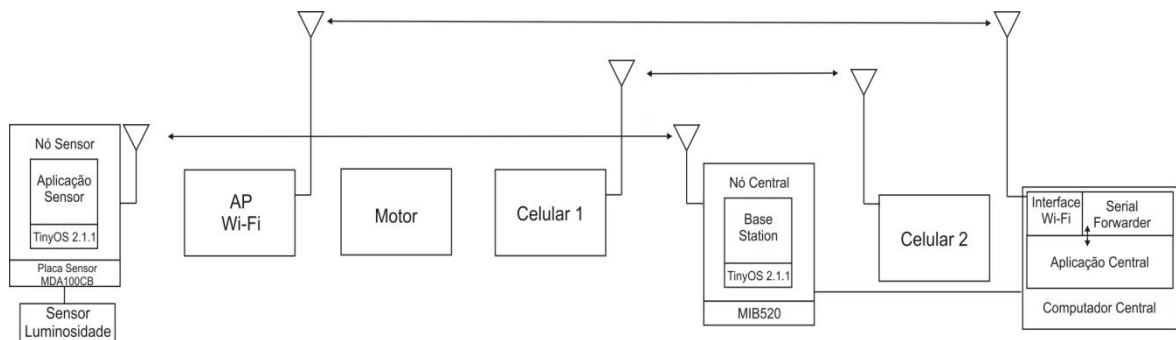 Nó Sensor
Aplicação
Sensor
TinyOS 2.1.1
Placa Sensor
MDA100CB
Sensor
Luminosidade
AP
Wi-Fi
Motor
Celular 1
Nó Central
Base
Station
TinyOS 2.1.1
MIB520
Celular 2
Interface
Wi-Fi
Serial
Forwarder
Aplicação Central
Computador Central